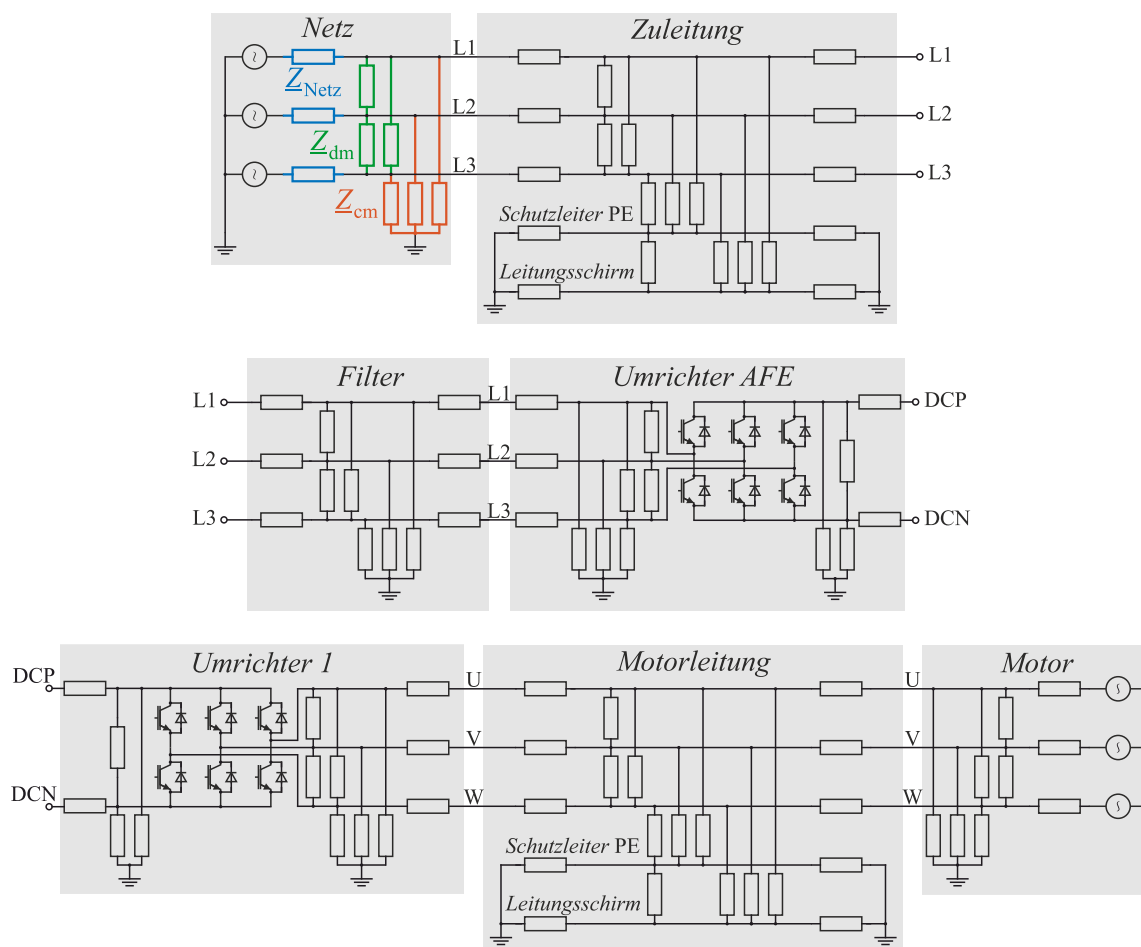 Netz
Zuleitung
L1
L1
Z_Netz
L2
L2
Z_dm
L3
L3
Z_cm
Schutzleiter PE
Leitungsschirm
Filter
Umrichter AFE
L1
L1
DCP
L2
L2
L3
L3
DCN
Umrichter 1
Motorleitung
Motor
DCP
U
U
V
V
DCN
W
W
Schutzleiter PE
Leitungsschirm